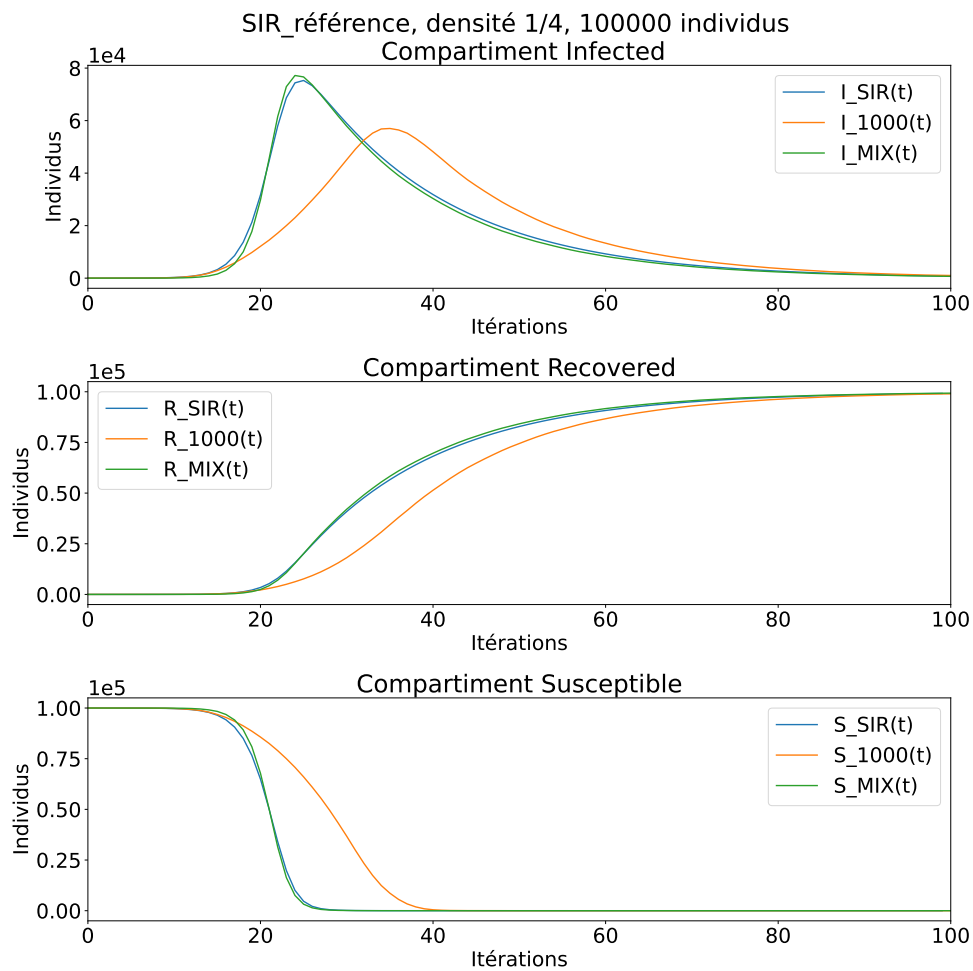 SIR_référence, densité 1/4, 100000 individus
Compartiment Infected
1e4
8
6
4
2
0
Individus
I_SIR(t)
I_1000(t)
I_MIX(t)
0 20 40 60 80 100
Itérations
Compartiment Recovered
1e5
1.00
0.75
0.50
0.25
0.00
Individus
R_SIR(t)
R_1000(t)
R_MIX(t)
0 20 40 60 80 100
Itérations
Compartiment Susceptible
1e5
1.00
0.75
0.50
0.25
0.00
Individus
S_SIR(t)
S_1000(t)
S_MIX(t)
0 20 40 60 80 100
Itérations